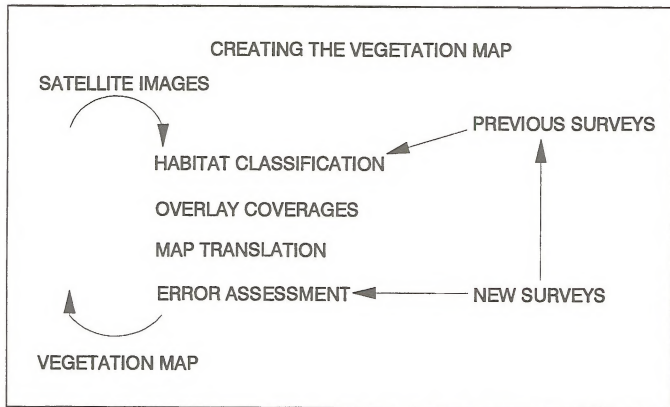 CREATING THE VEGETATION MAP
SATELLITE IMAGES
PREVIOUS SURVEYS
HABITAT CLASSIFICATION
OVERLAY COVERAGES
MAP TRANSLATION
ERROR ASSESSMENT
NEW SURVEYS
VEGETATION MAP